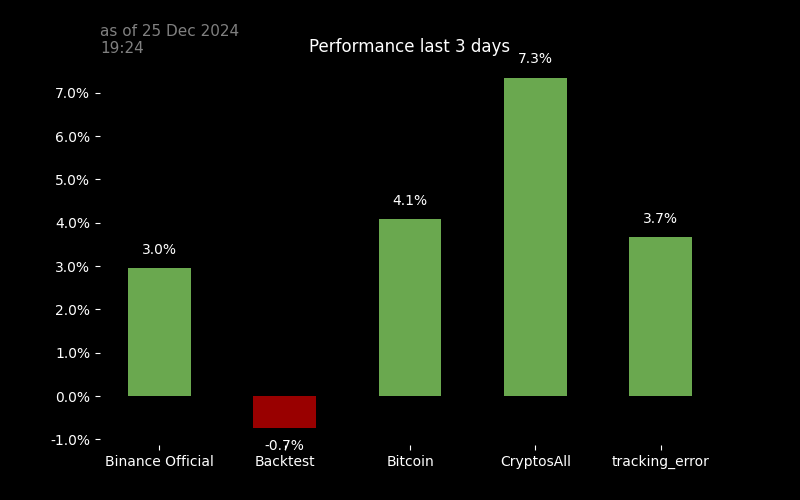 as of 25 Dec 2024
19:24
Performance last 3 days
7.3%
7.0%
6.0%
5.0%
4.1%
4.0%
3.7%
3.0%
3.0%
2.0%
1.0%
0.0%
-1.0%
-0.7%
Binance Official
Backtest
Bitcoin
CryptosAll
tracking_error